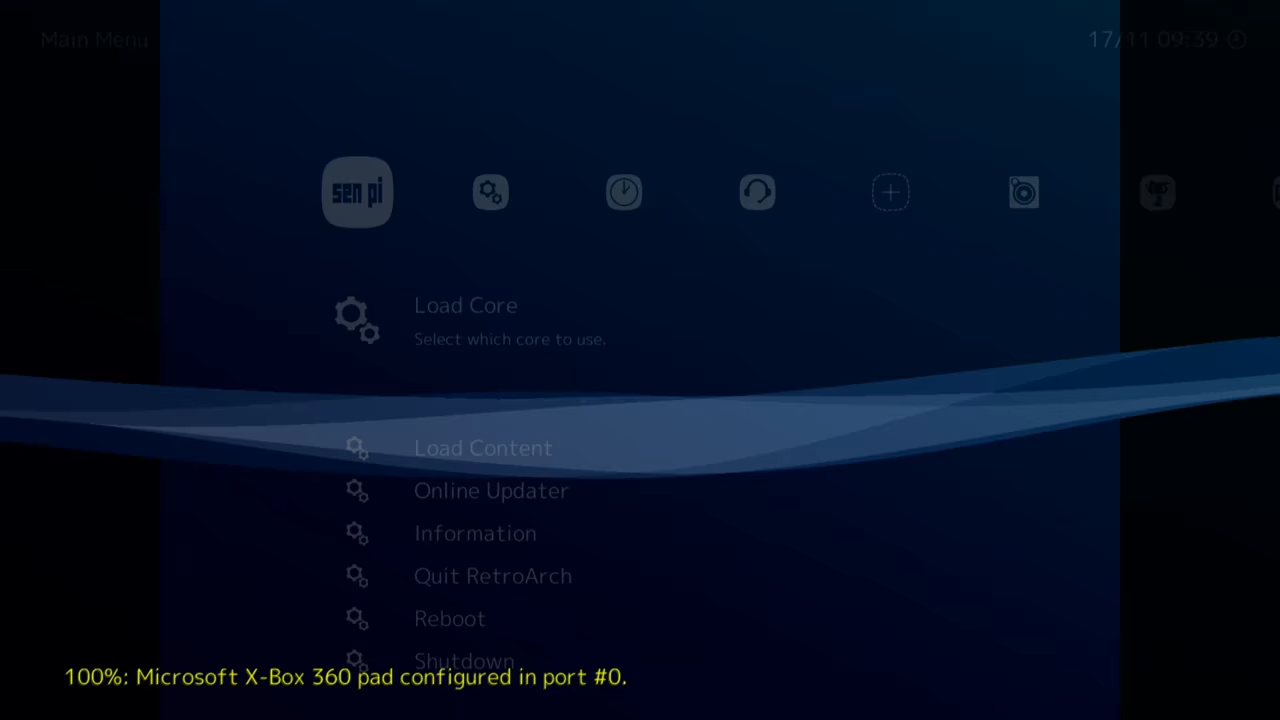 Main Menu
17/11 09:39
sen pi
Load Core
Select which core to use.
Load Content
Online Updater
Information
Quit RetroArch
Reboot
Shutdown
100%: Microsoft X-Box 360 pad configured in port #0.